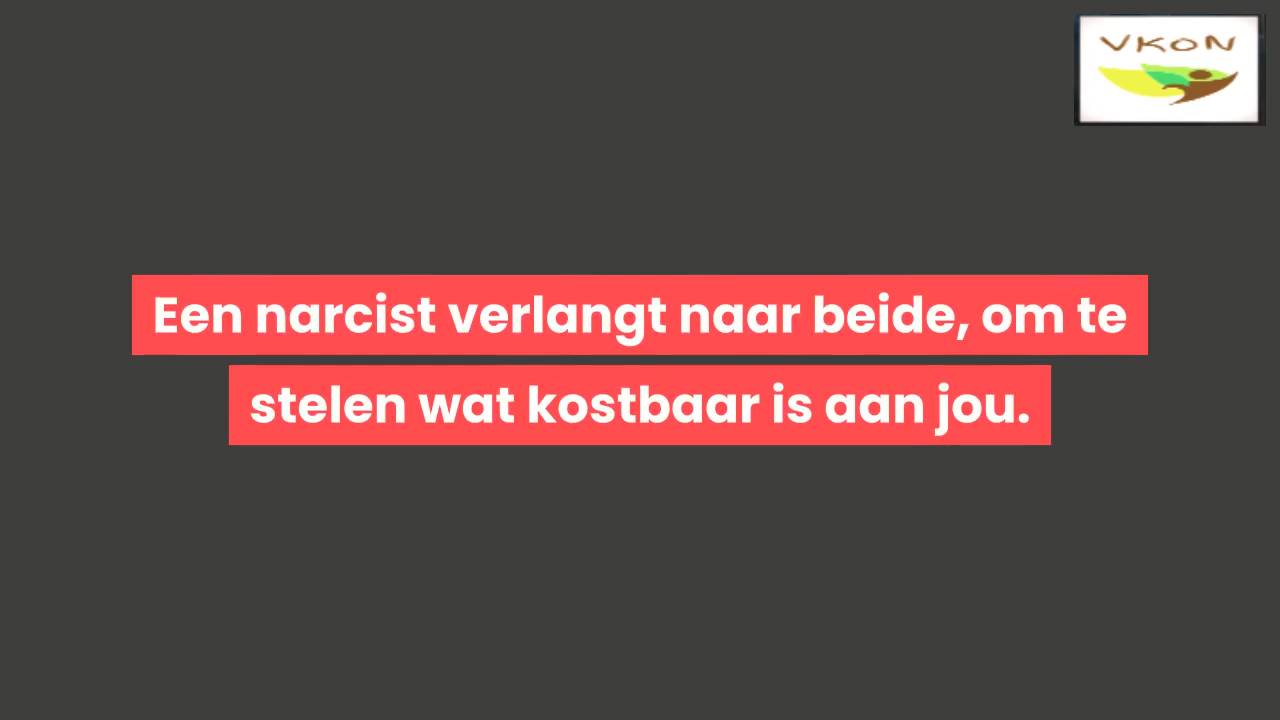 VKON
Een narcist verlangt naar beide, om te
stelen wat kostbaar is aan jou.